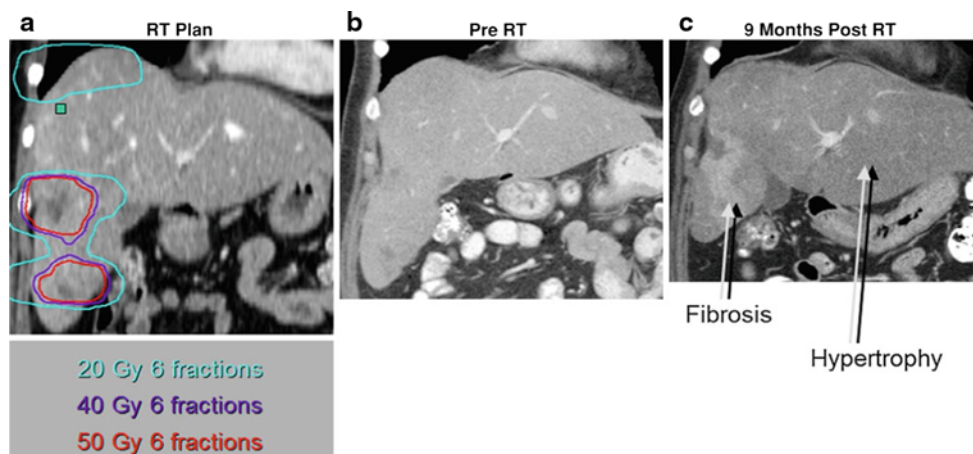 a
RT Plan
b
Pre RT
c
9 Months Post RT
Fibrosis
Hypertrophy
20 Gy 6 fractions
40 Gy 6 fractions
50 Gy 6 fractions